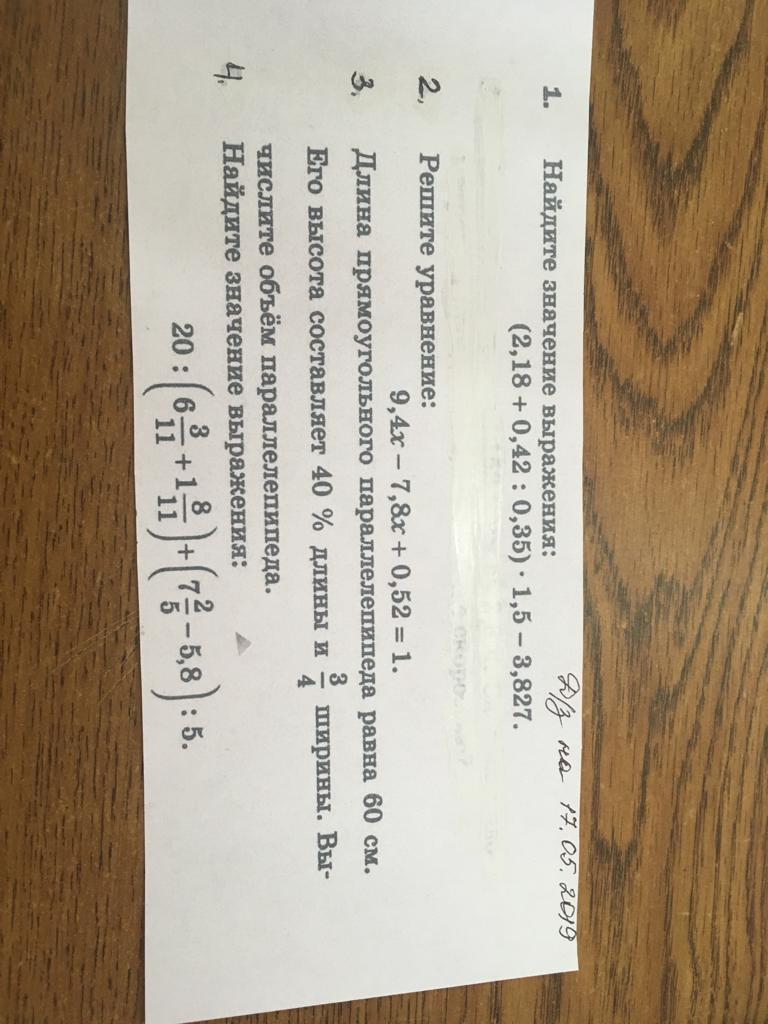 Д/з на 17.05.2019
1. Найдите значение выражения:
(2,18 + 0,42 : 0,35) · 1,5 – 3,827.
2. Решите уравнение:
9,4x – 7,8x + 0,52 = 1.
3. Длина прямоугольного параллелепипеда равна 60 см.
Его высота составляет 40 % длины и 3/4 ширины. Вы-
числите объём параллелепипеда.
4. Найдите значение выражения:
20 : (6 3/11 + 1 8/11) + (7 2/5 – 5,8) : 5.